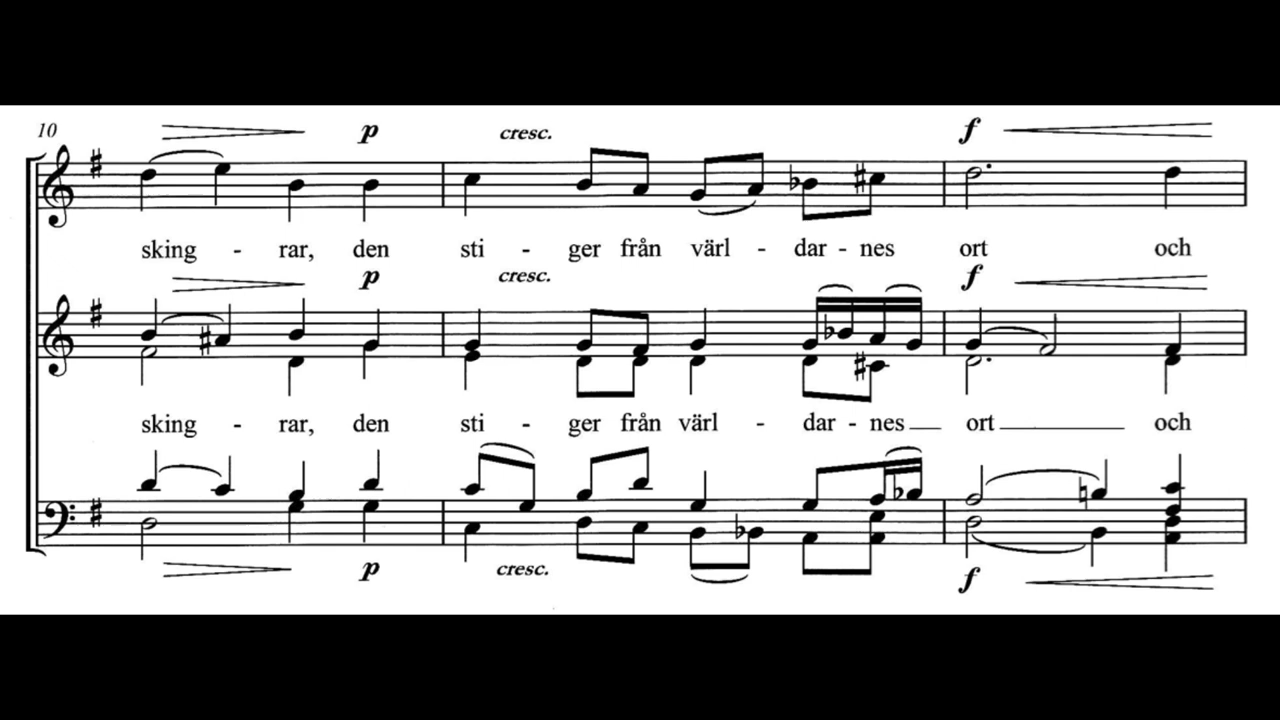 10
p cresc. f
sking - rar, den sti - ger från värl - dar - nes ort och
p cresc. f
sking - rar, den sti - ger från värl - dar - nes ort och
p cresc. f